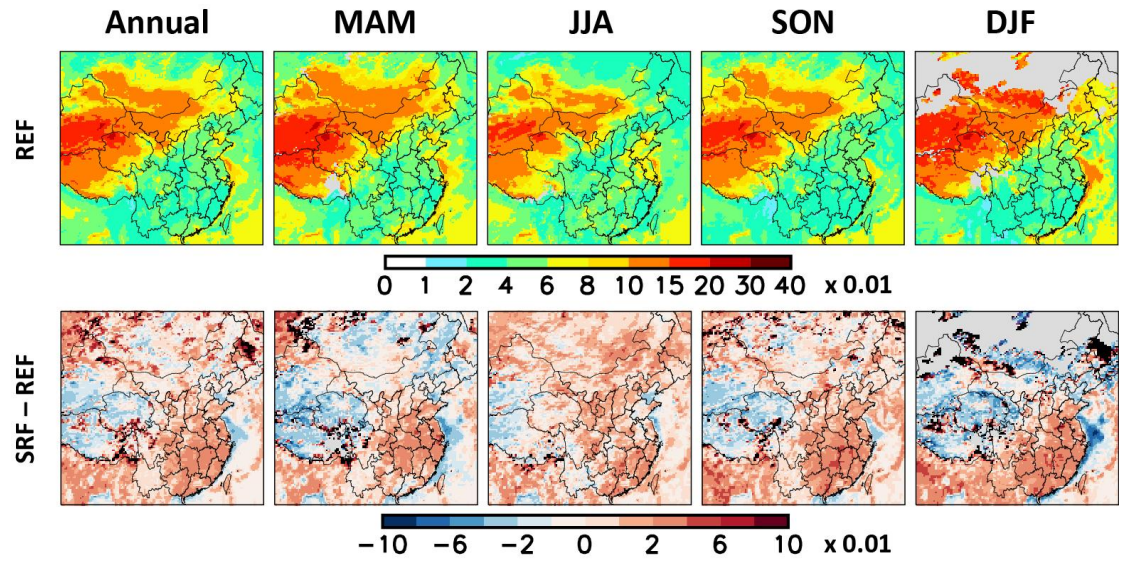 Annual MAM JJA SON DJF
REF
0 1 2 4 6 8 10 15 20 30 40 x 0.01
SRF – REF
−10 −6 −2 0 2 6 10 x 0.01